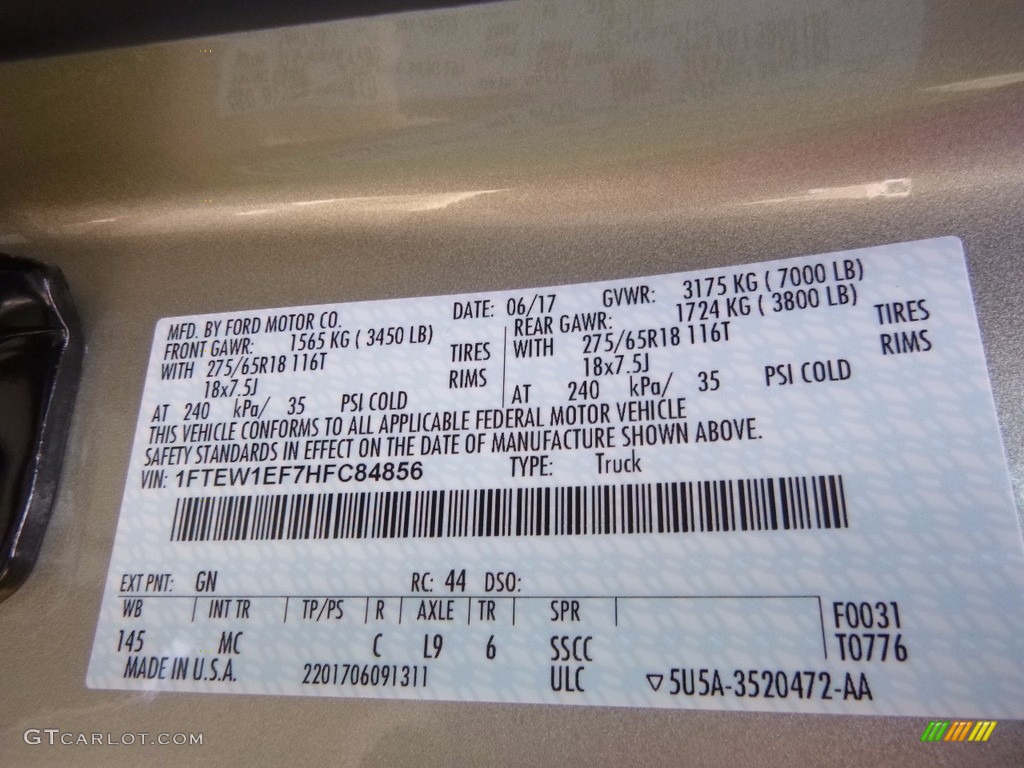 MFD. BY FORD MOTOR CO. DATE: 06/17 GVWR: 3175 KG ( 7000 LB)
FRONT GAWR: 1565 KG ( 3450 LB) REAR GAWR: 1724 KG ( 3800 LB)
WITH 275/65R18 116T TIRES WITH 275/65R18 116T TIRES
18x7.5J RIMS 18x7.5J RIMS
AT 240 kPa/ 35 PSI COLD AT 240 kPa/ 35 PSI COLD
THIS VEHICLE CONFORMS TO ALL APPLICABLE FEDERAL MOTOR VEHICLE
SAFETY STANDARDS IN EFFECT ON THE DATE OF MANUFACTURE SHOWN ABOVE.
VIN: 1FTEW1EF7HFC84856 TYPE: Truck
EXT PNT: GN RC: 44 DSO:
WB INT TR TP/PS R AXLE TR SPR F0031
145 MC C L9 6 SSCC T0776
MADE IN U.S.A. 2201706091311 ULC ▽5U5A-3520472-AA
GTCARLOT.COM